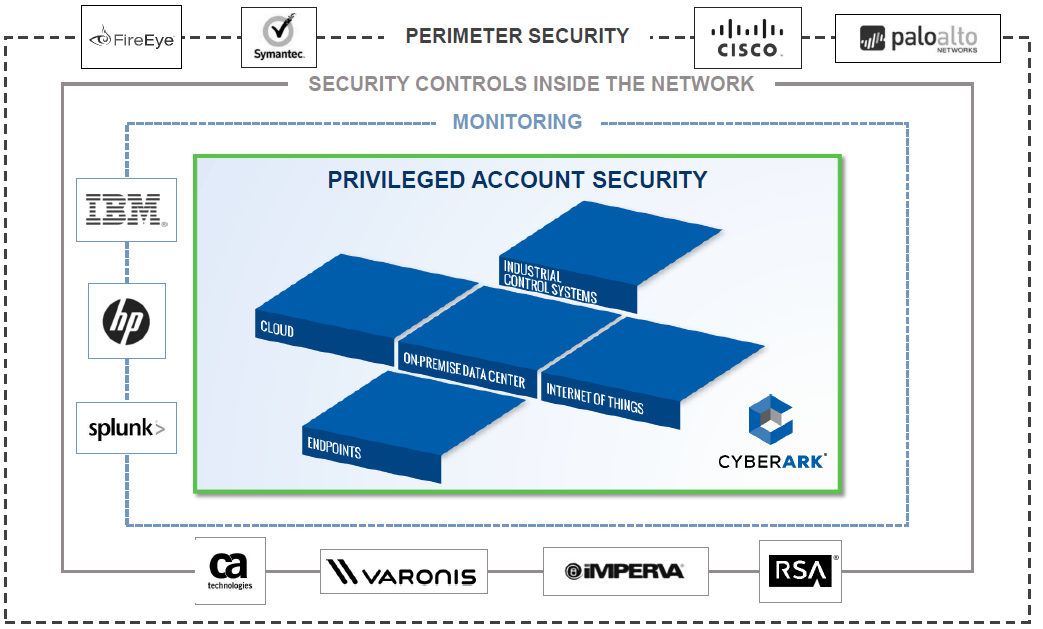 FireEye™
Symantec.
PERIMETER SECURITY
CISCO.
paloalto
NETWORKS
SECURITY CONTROLS INSIDE THE NETWORK
MONITORING
PRIVILEGED ACCOUNT SECURITY
IBM®
INDUSTRIAL
CONTROL SYSTEMS
hp
CLOUD
ON-PREMISE DATA CENTER
INTERNET OF THINGS
splunk>
ENDPOINTS
CYBERARK®
ca
technologies
VARONIS
iMPERVA®
RSA®